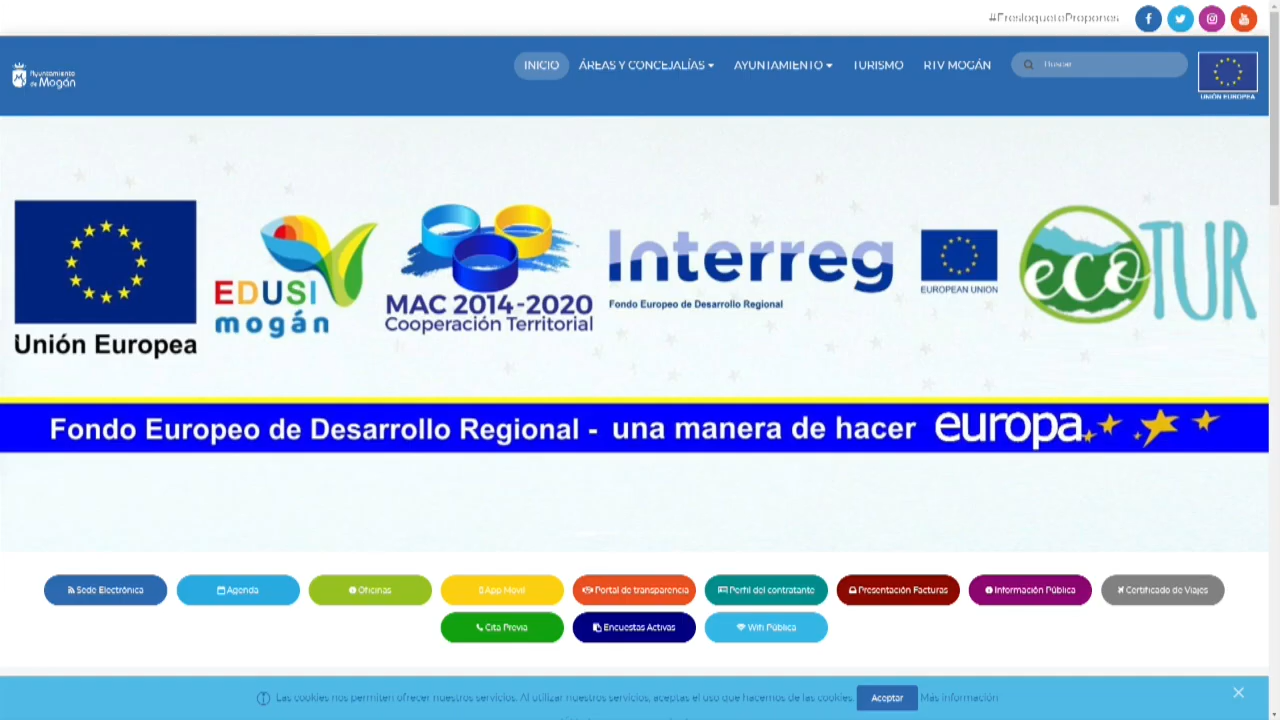 #EresloquetePropones
Ayuntamiento
de Mogán
INICIO
ÁREAS Y CONCEJALÍAS
AYUNTAMIENTO
TURISMO
RTV MOGÁN
Buscar
UNIÓN EUROPEA
Unión Europea
EDUSI
mogán
MAC 2014-2020
Cooperación Territorial
Interreg
Fondo Europeo de Desarrollo Regional
EUROPEAN UNION
ecoTUR
Fondo Europeo de Desarrollo Regional - una manera de hacer europa
Sede Electrónica
Agenda
Oficinas
App Móvil
Portal de transparencia
Perfil del contratante
Presentación Facturas
Información Pública
Certificado de Viajes
Cita Previa
Encuestas Activas
Wifi Pública
Las cookies nos permiten ofrecer nuestros servicios. Al utilizar nuestros servicios, aceptas el uso que hacemos de las cookies. Aceptar Más información